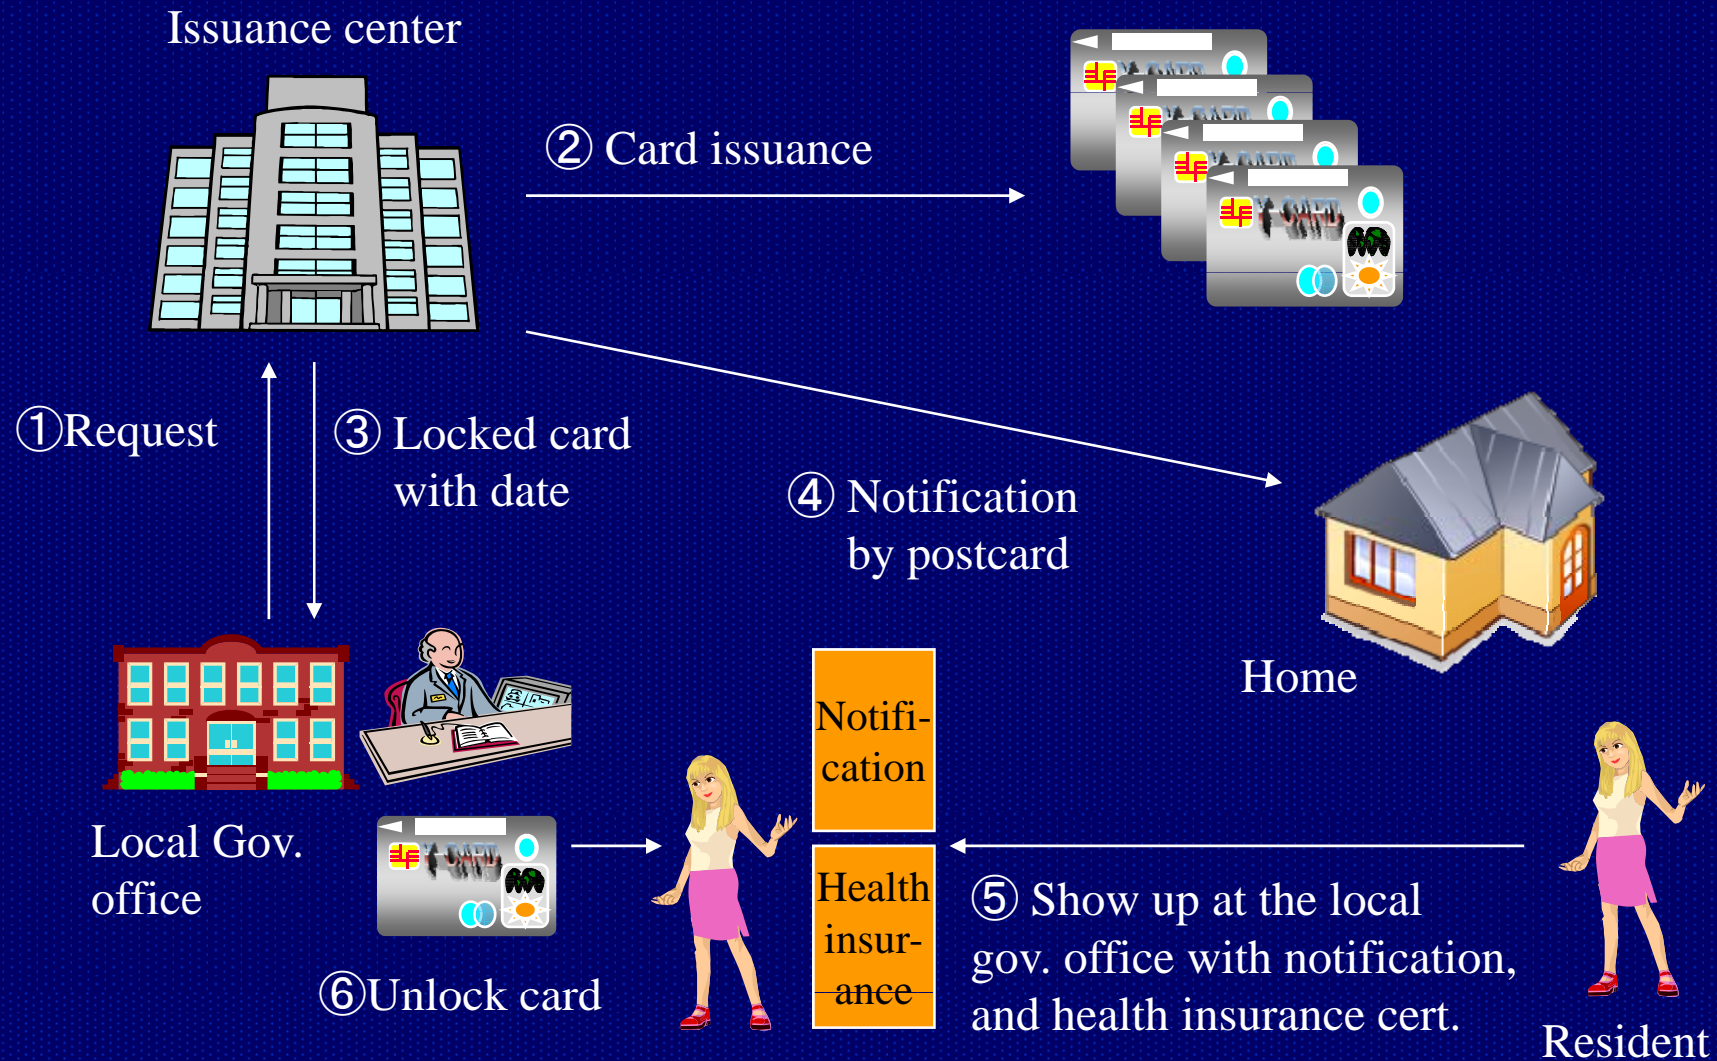 Issuance center
② Card issuance
①Request
③ Locked card
with date
④ Notification
by postcard
Home
Notifi-
cation
Local Gov.
office
Health
insur-
ance
⑤ Show up at the local
gov. office with notification,
and health insurance cert.
⑥Unlock card
Resident